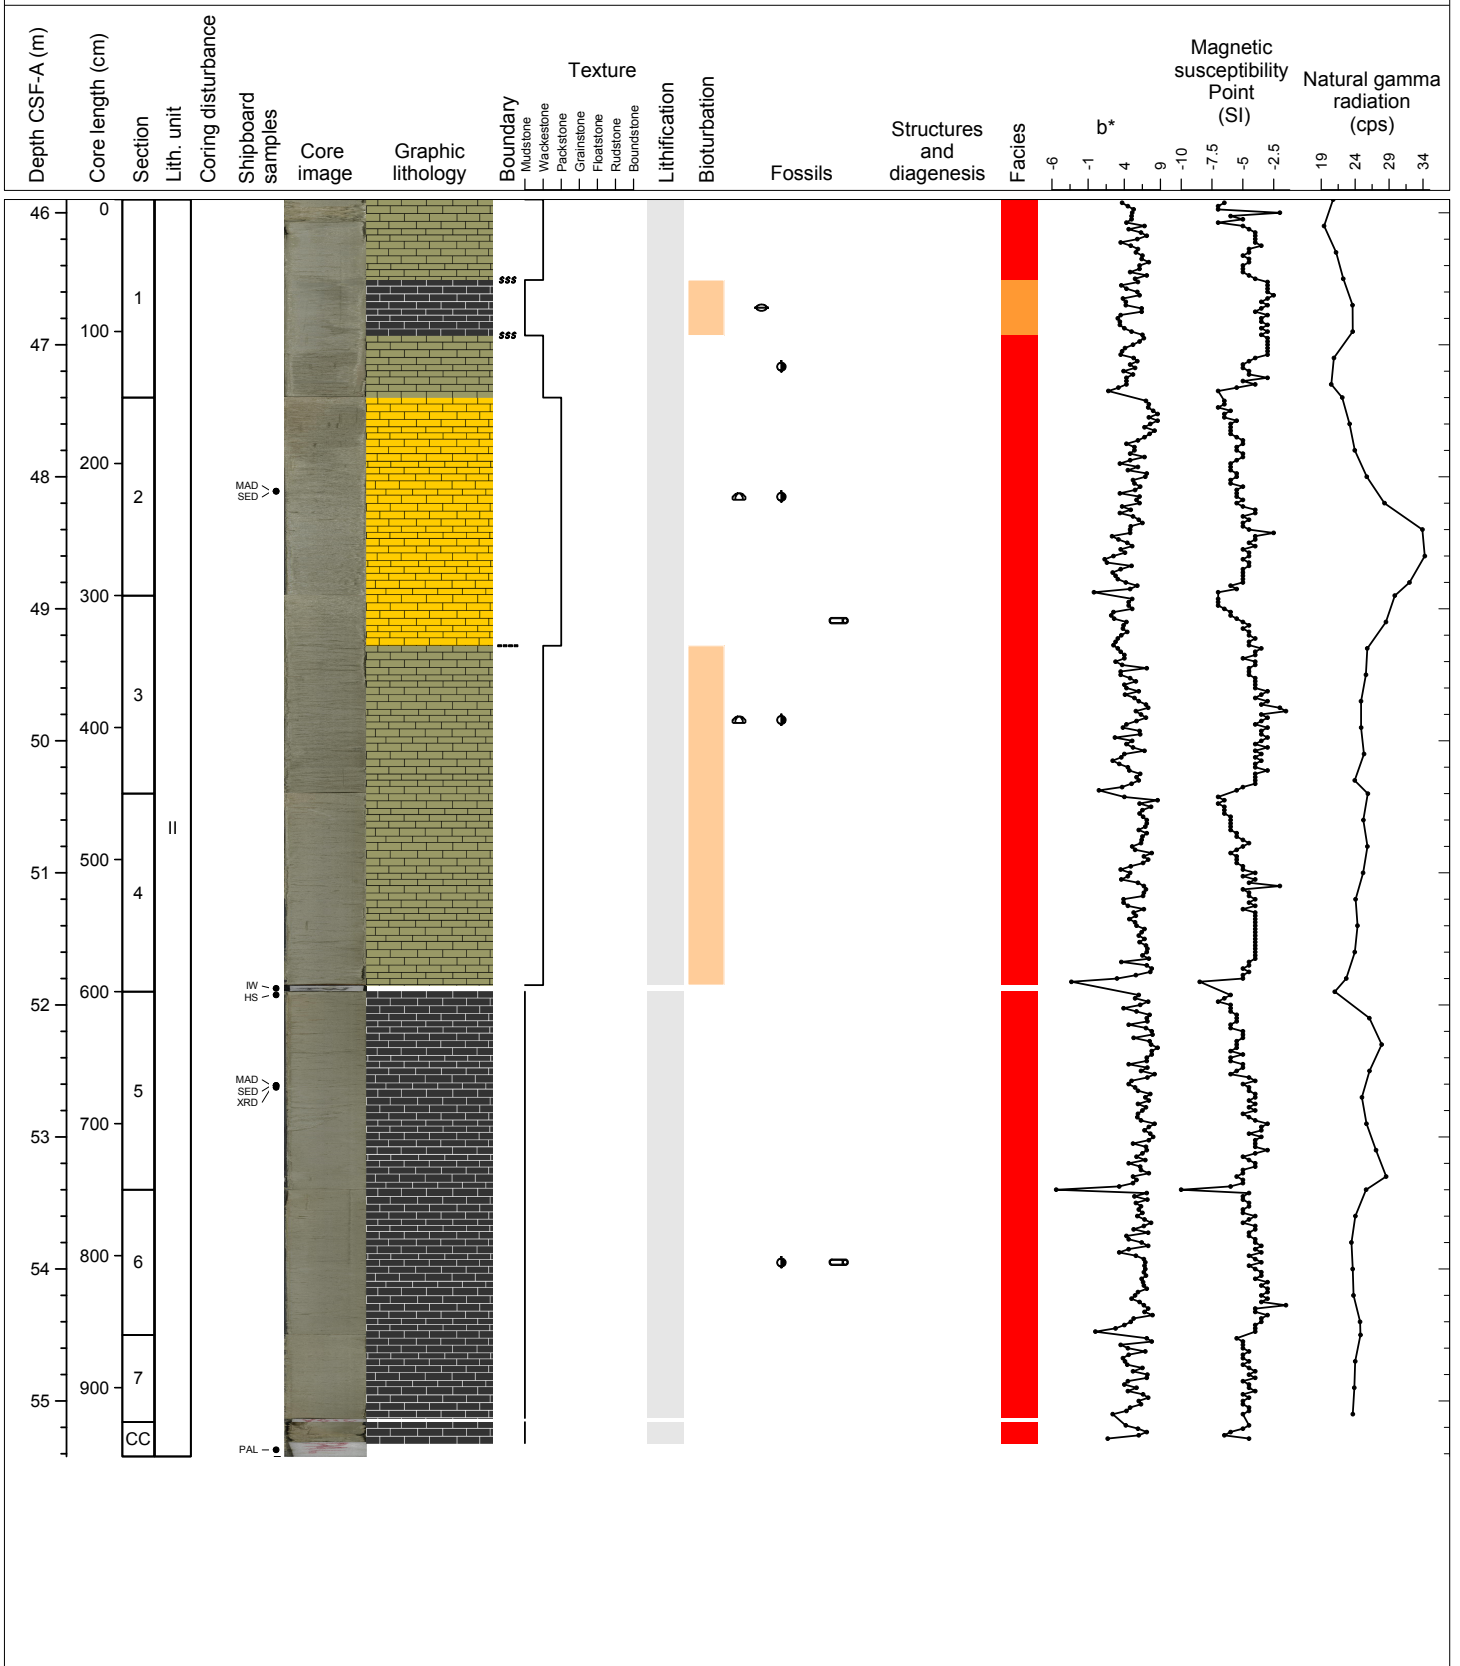 Depth CSF-A (m)
Core length (cm)
Section
Lith. unit
Coring disturbance
Shipboard
samples
Core
image
Graphic
lithology
Boundary
Texture
Mudstone
Wackestone
Packstone
Grainstone
Floatstone
Rudstone
Boundstone
Lithification
Bioturbation
Fossils
Structures
and
diagenesis
Facies
b*
-6
-1
4
9
Magnetic
susceptibility
Point
(SI)
-10
-7.5
-5
-2.5
Natural gamma
radiation
(cps)
19
24
29
34
46
47
48
49
50
51
52
53
54
55
0
100
200
300
400
500
600
700
800
900
1
2
3
4
5
6
7
CC
II
MAD
SED
IW
HS
MAD
SED
XRD
PAL
sss
sss